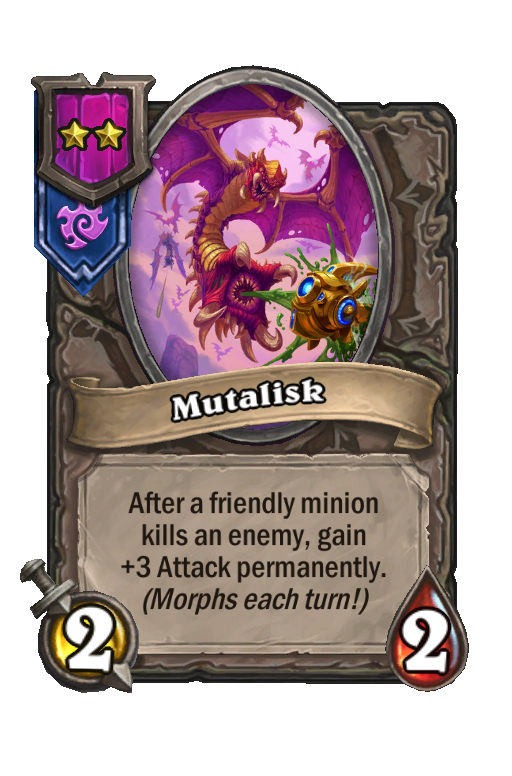 Mutalisk
After a friendly minion
kills an enemy, gain
+3 Attack permanently.
(Morphs each turn!)
2
2